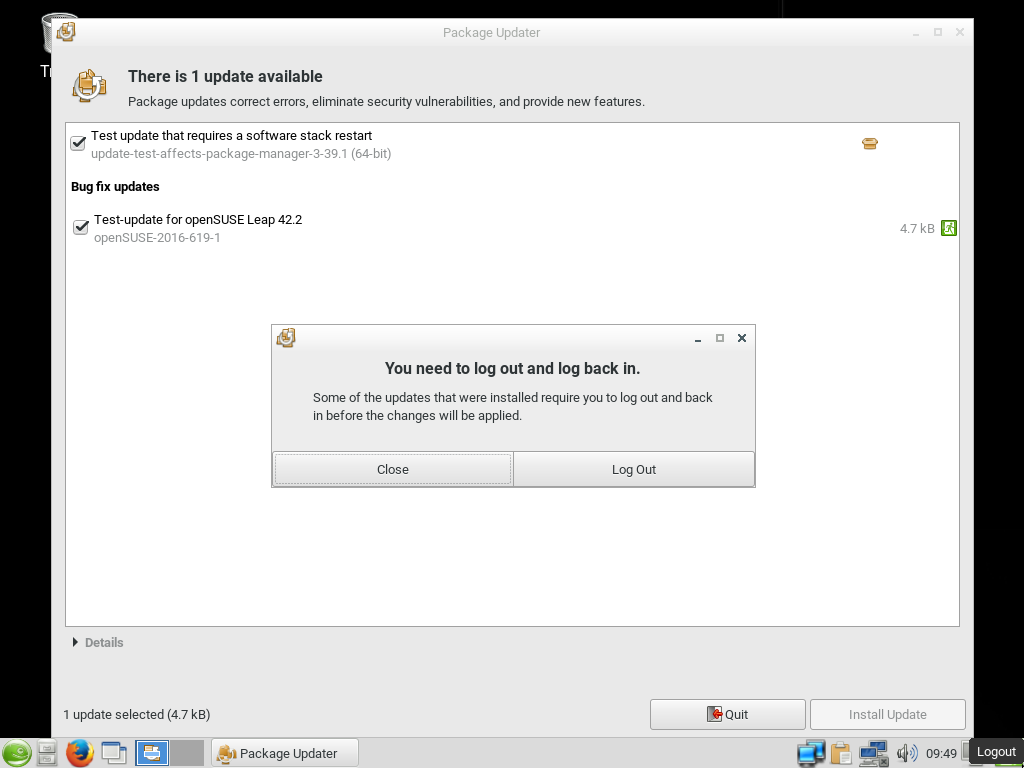 Package Updater
There is 1 update available
Package updates correct errors, eliminate security vulnerabilities, and provide new features.
Test update that requires a software stack restart
update-test-affects-package-manager-3-39.1 (64-bit)
Bug fix updates
Test-update for openSUSE Leap 42.2
openSUSE-2016-619-1
4.7 kB
You need to log out and log back in.
Some of the updates that were installed require you to log out and back
in before the changes will be applied.
Close
Log Out
Details
1 update selected (4.7 kB)
Quit
Install Update
Package Updater
09:49
Logout